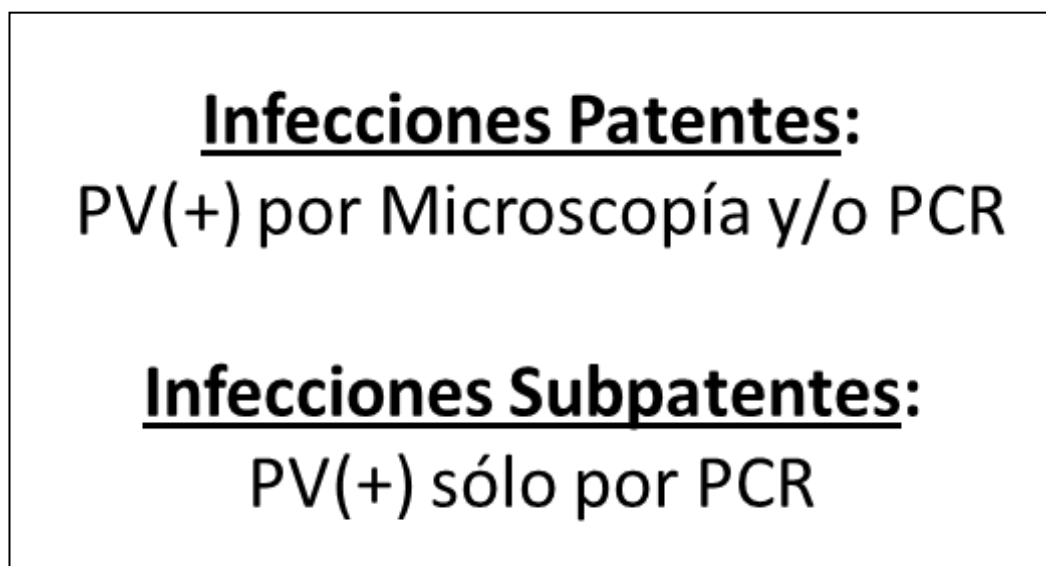 Infecciones Patentes:
PV(+) por Microscopía y/o PCR
Infecciones Subpatentes:
PV(+) sólo por PCR